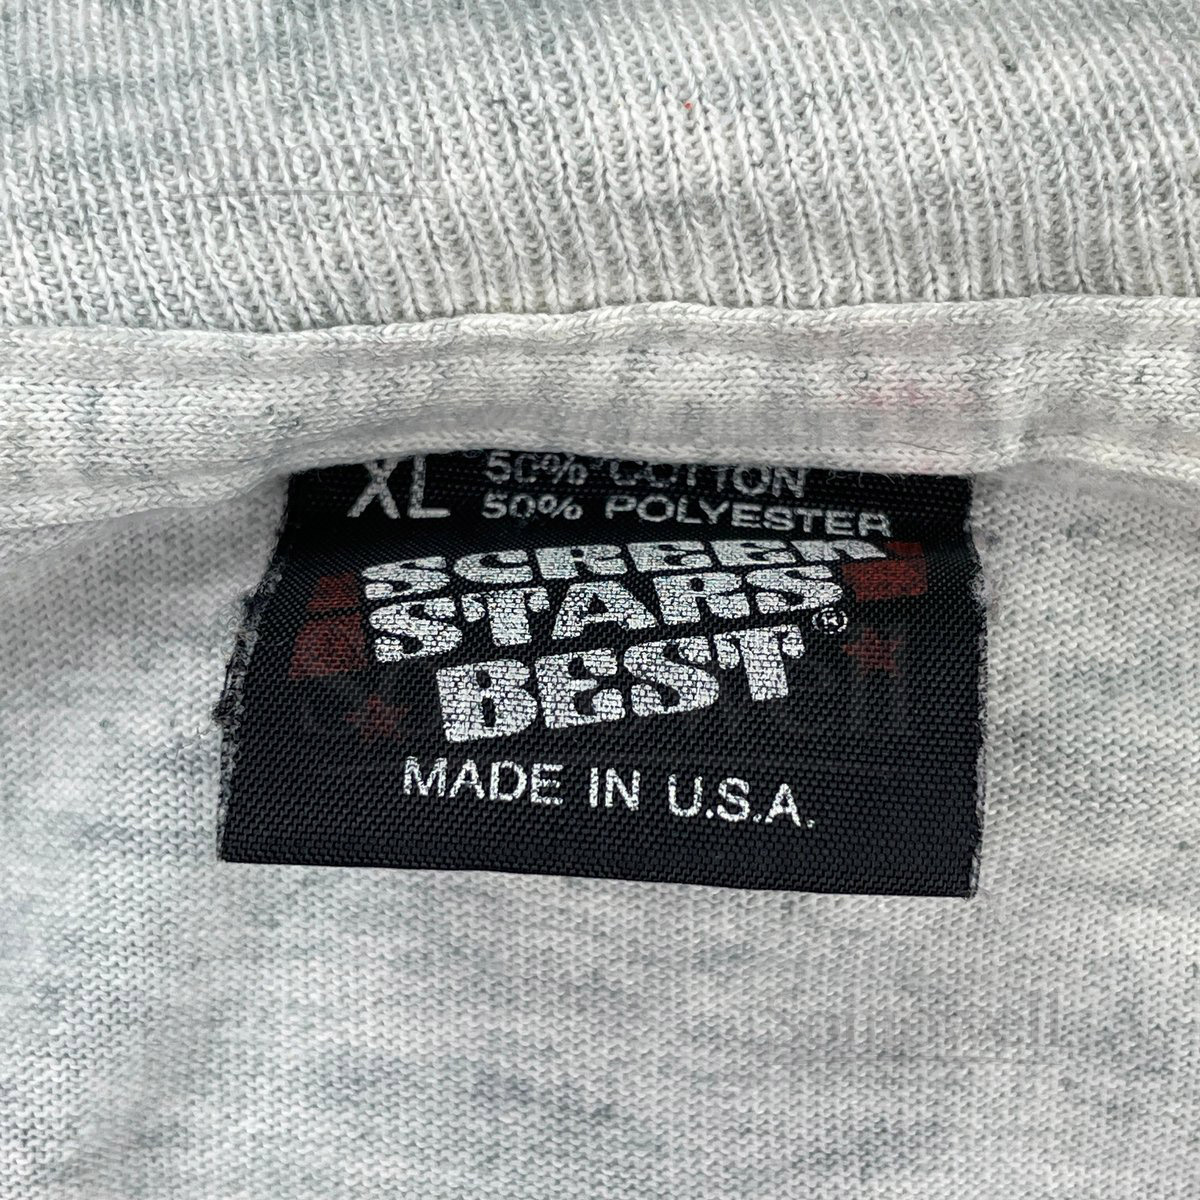 XL 50% COTTON
50% POLYESTER
SCREEN
STARS
BEST®
MADE IN U.S.A.